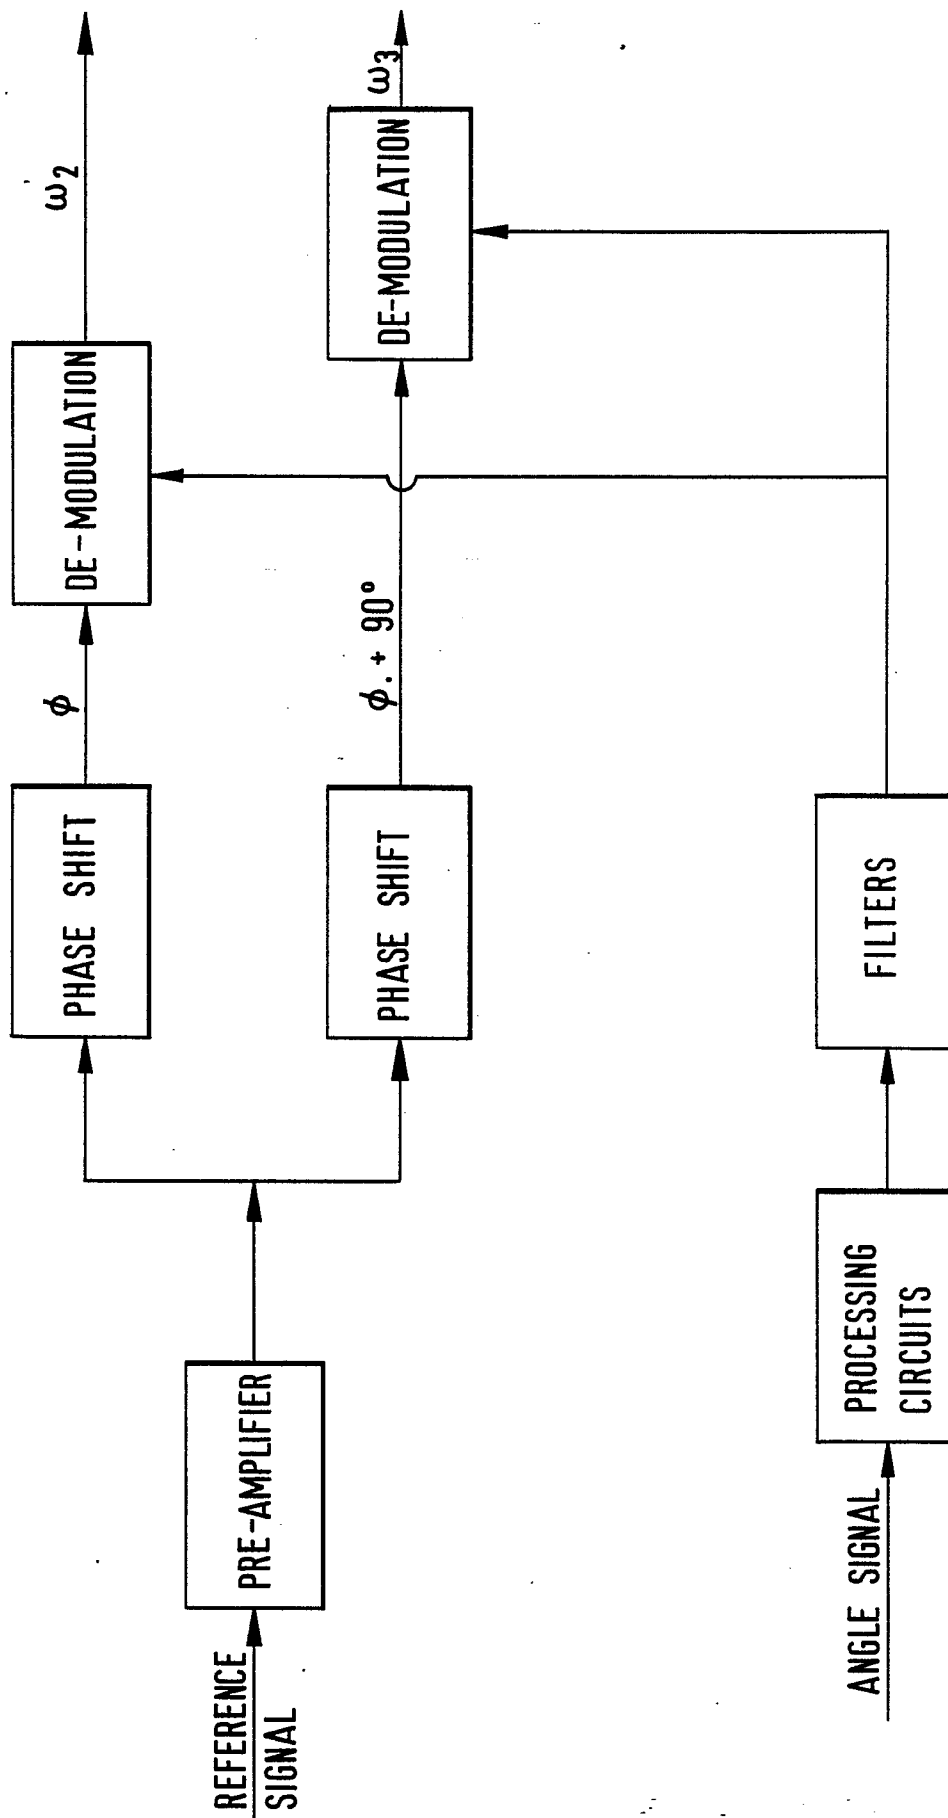 REFERENCE
SIGNAL
PRE-AMPLIFIER
PHASE SHIFT
ϕ
DE-MODULATION
ω2
PHASE SHIFT
ϕ. + 90°
DE-MODULATION
ω3
ANGLE SIGNAL
PROCESSING
CIRCUITS
FILTERS